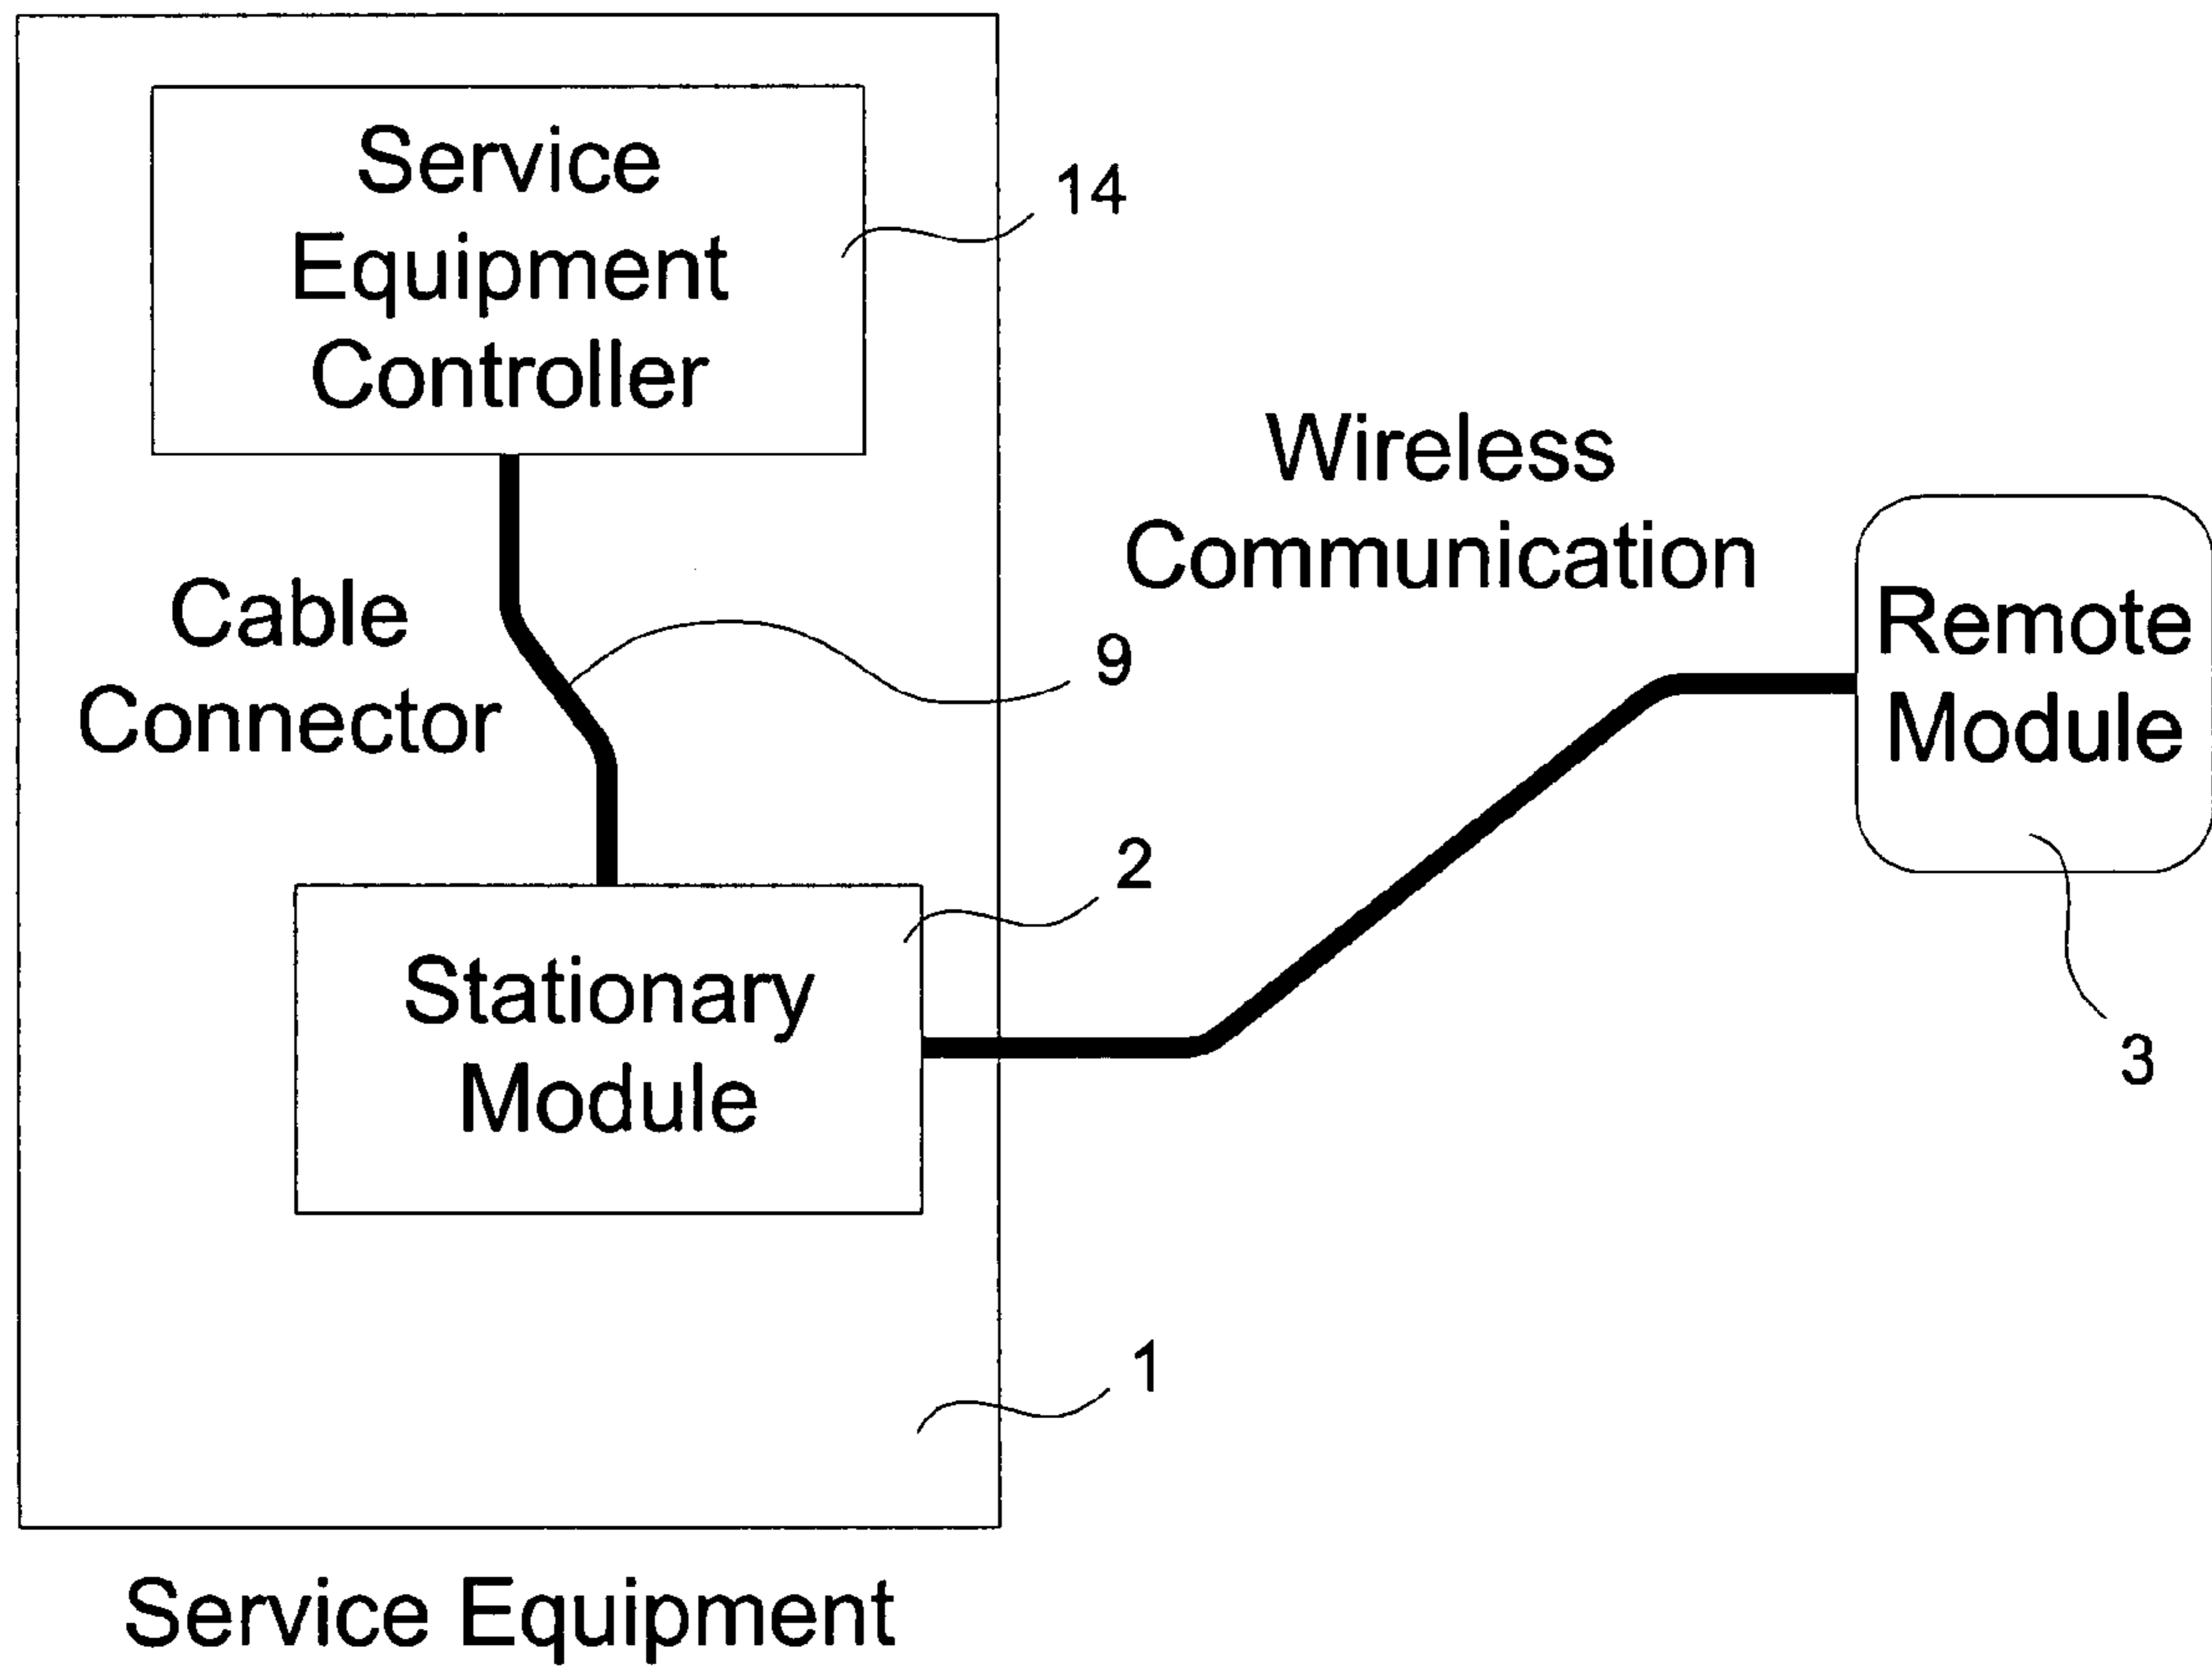 Service
Equipment
Controller
14
Wireless
Communication
Cable
Connector
9
Remote
Module
2
Stationary
Module
3
1
Service Equipment